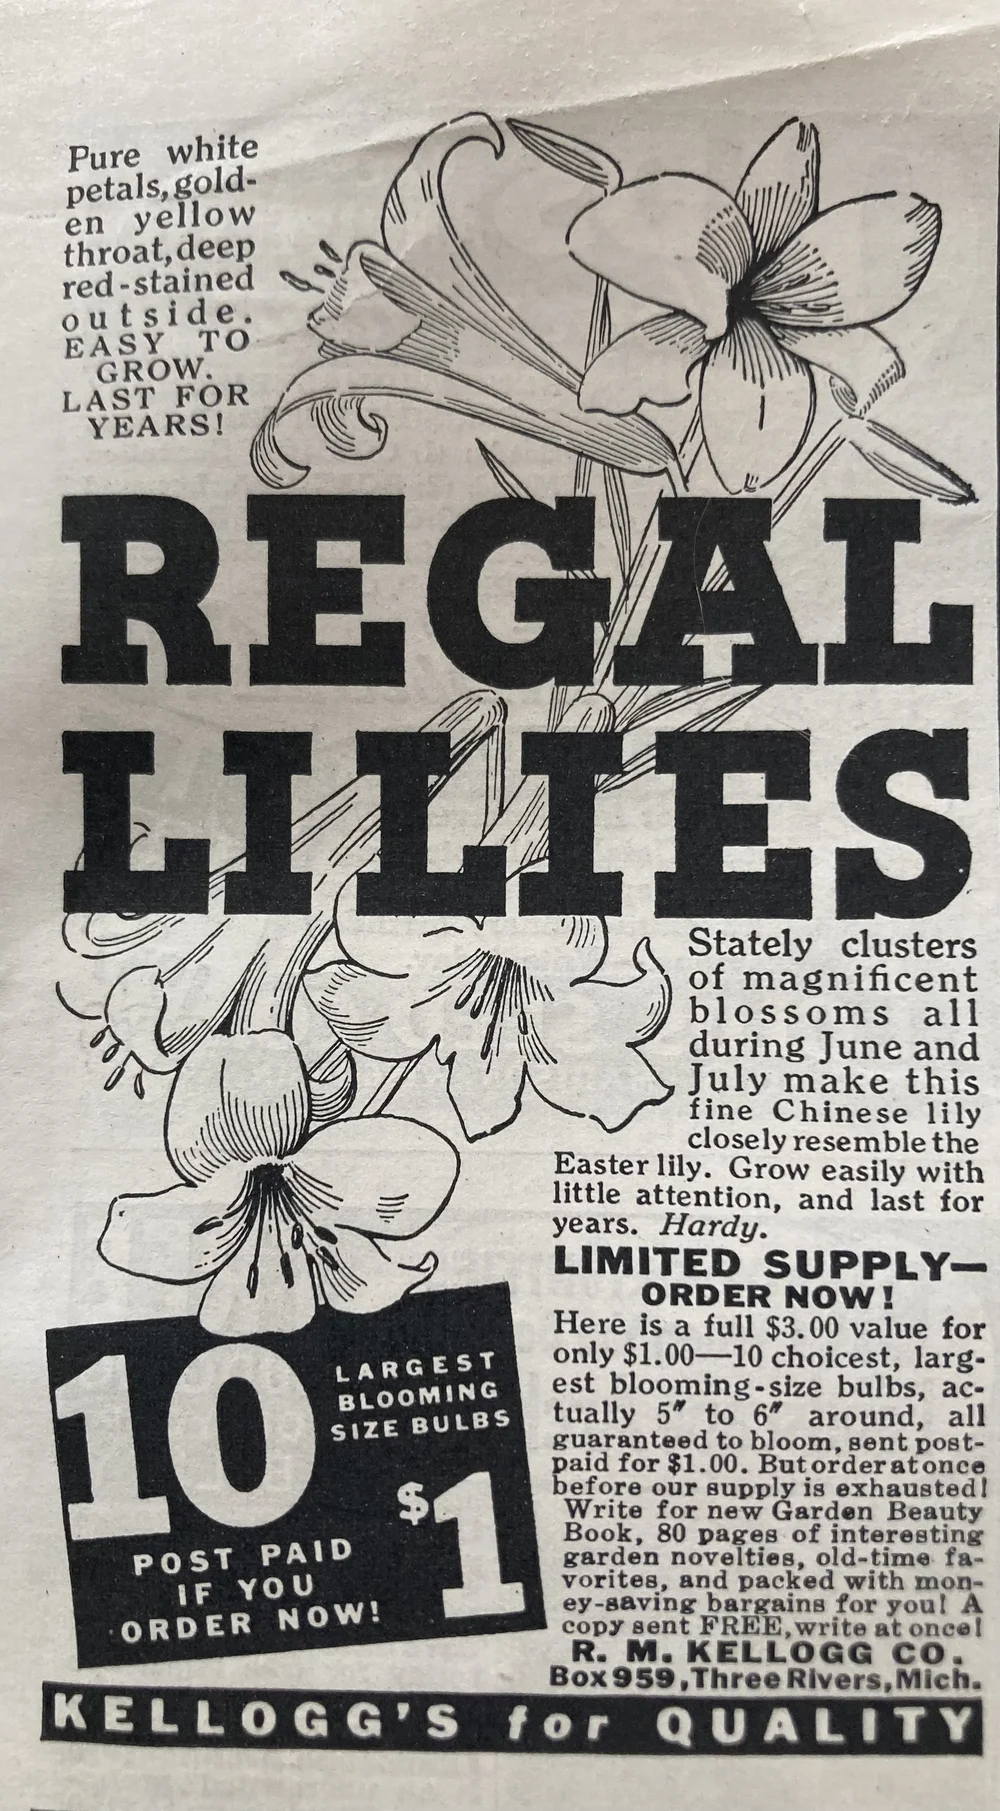 Pure white
petals, gold-
en yellow
throat, deep
red-stained
outside.
EASY TO
GROW.
LAST FOR
YEARS!
REGAL
LILIES
Stately clusters
of magnificent
blossoms all
during June and
July make this
fine Chinese lily
closely resemble the
Easter lily. Grow easily with
little attention, and last for
years. Hardy.
LIMITED SUPPLY—
ORDER NOW!
Here is a full $3.00 value for
only $1.00—10 choicest, larg-
est blooming-size bulbs, ac-
tually 5″ to 6″ around, all
guaranteed to bloom, sent post-
paid for $1.00. But order at once
before our supply is exhausted!
Write for new Garden Beauty
Book, 80 pages of interesting
garden novelties, old-time fa-
vorites, and packed with mon-
ey-saving bargains for you! A
copy sent FREE, write at once!
R. M. KELLOGG CO.
Box 959, Three Rivers, Mich.
10
LARGEST
BLOOMING
SIZE BULBS
$1
POST PAID
IF YOU
ORDER NOW!
KELLOGG'S for QUALITY